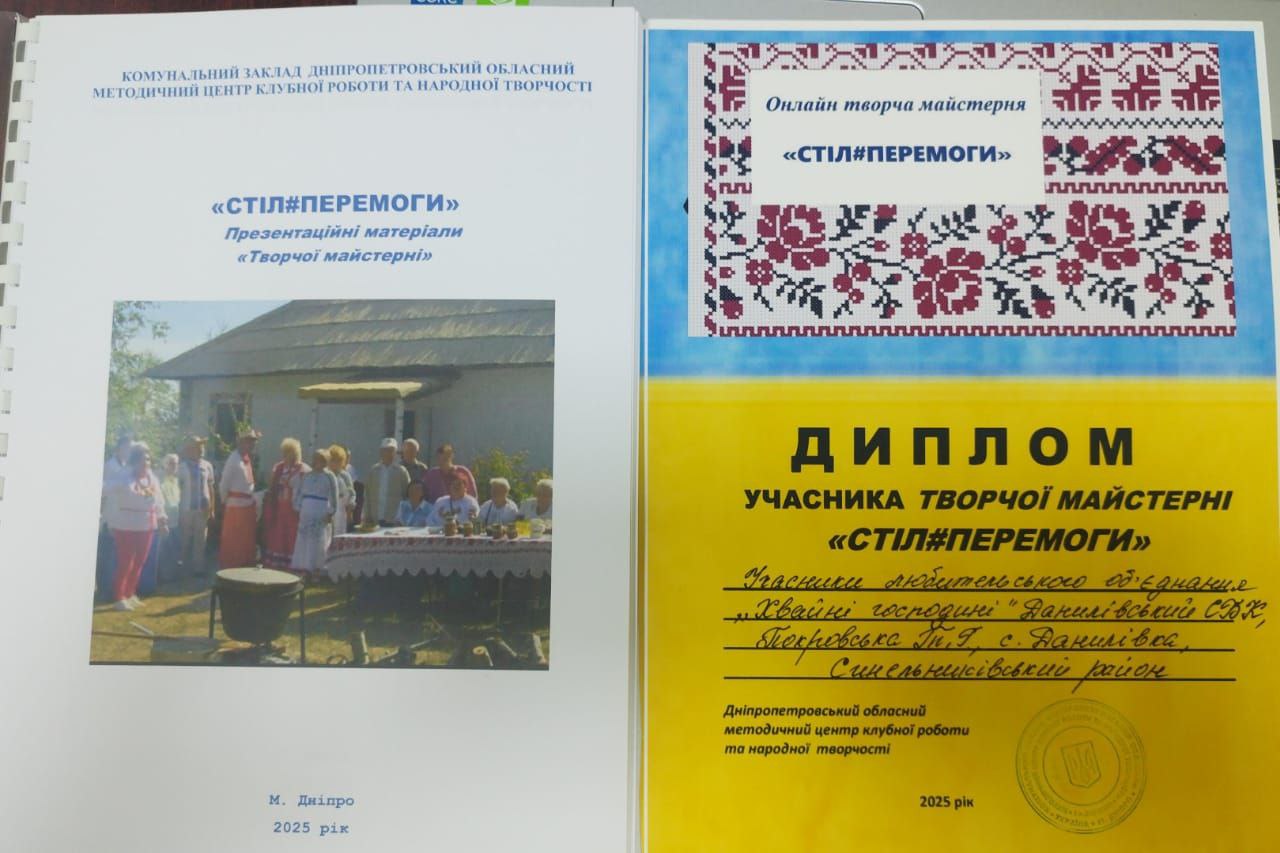 КОМУНАЛЬНИЙ ЗАКЛАД ДНІПРОПЕТРОВСЬКИЙ ОБЛАСНИЙ
МЕТОДИЧНИЙ ЦЕНТР КЛУБНОЇ РОБОТИ ТА НАРОДНОЇ ТВОРЧОСТІ
«СТІЛ#ПЕРЕМОГИ»
Презентаційні матеріали
«Творчої майстерні»
М. Дніпро
2025 рік
Онлайн творча майстерня
«СТІЛ#ПЕРЕМОГИ»
ДИПЛОМ
УЧАСНИКА ТВОРЧОЇ МАЙСТЕРНІ
«СТІЛ#ПЕРЕМОГИ»
Учасники любительського об'єднання
„Хвайні господині" Данилівський СБК,
Покровська Т.Г, с. Данилівка,
Синельниківський район
Дніпропетровський обласний
методичний центр клубної роботи
та народної творчості
2025 рік